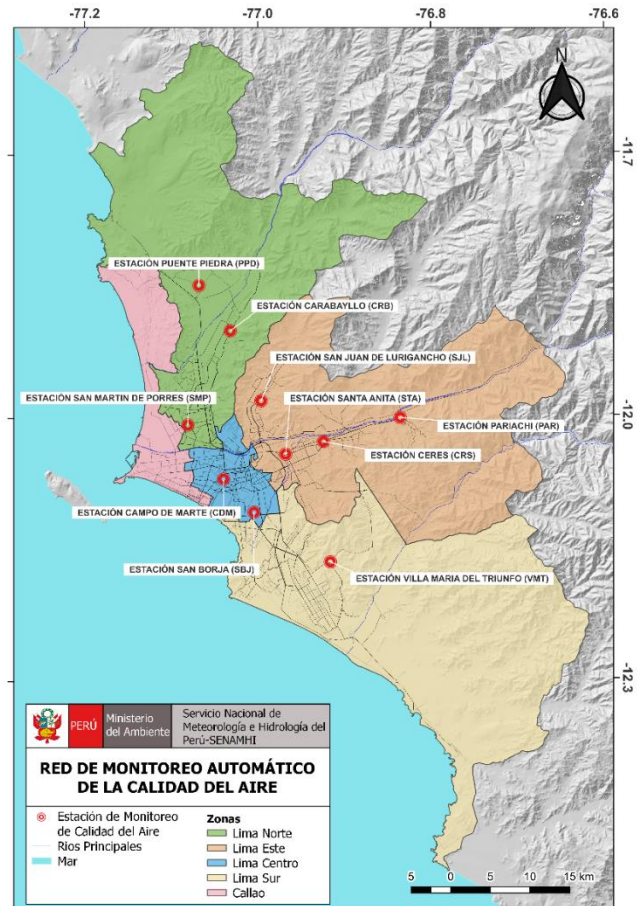 -77.2 -77.0 -76.8 -76.6
N
-11.7
ESTACIÓN PUENTE PIEDRA (PPD)
ESTACIÓN CARABAYLLO (CRB)
ESTACIÓN SAN JUAN DE LURIGANCHO (SJL)
ESTACIÓN SAN MARTIN DE PORRES (SMP)
ESTACIÓN SANTA ANITA (STA)
-12.0
ESTACIÓN PARIACHI (PAR)
ESTACIÓN CERES (CRS)
ESTACIÓN CAMPO DE MARTE (CDM)
ESTACIÓN SAN BORJA (SBJ)
ESTACIÓN VILLA MARIA DEL TRIUNFO (VMT)
-12.3
PERÚ
Ministerio
del Ambiente
Servicio Nacional de
Meteorología e Hidrología del
Perú-SENAMHI
RED DE MONITOREO AUTOMÁTICO
DE LA CALIDAD DEL AIRE
Estación de Monitoreo
de Calidad del Aire
Rios Principales
Mar
Zonas
Lima Norte
Lima Este
Lima Centro
Lima Sur
Callao
5 0 5 10 15 km